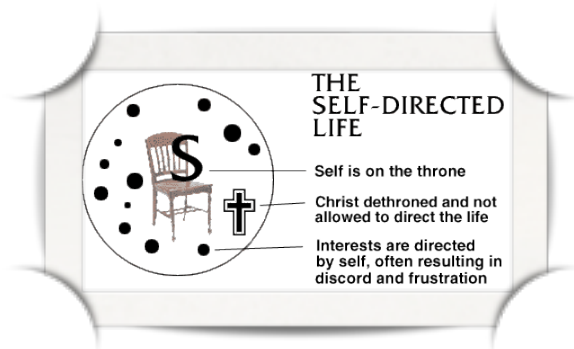 THE
SELF-DIRECTED
LIFE
S
Self is on the throne
Christ dethroned and not
allowed to direct the life
Interests are directed
by self, often resulting in
discord and frustration